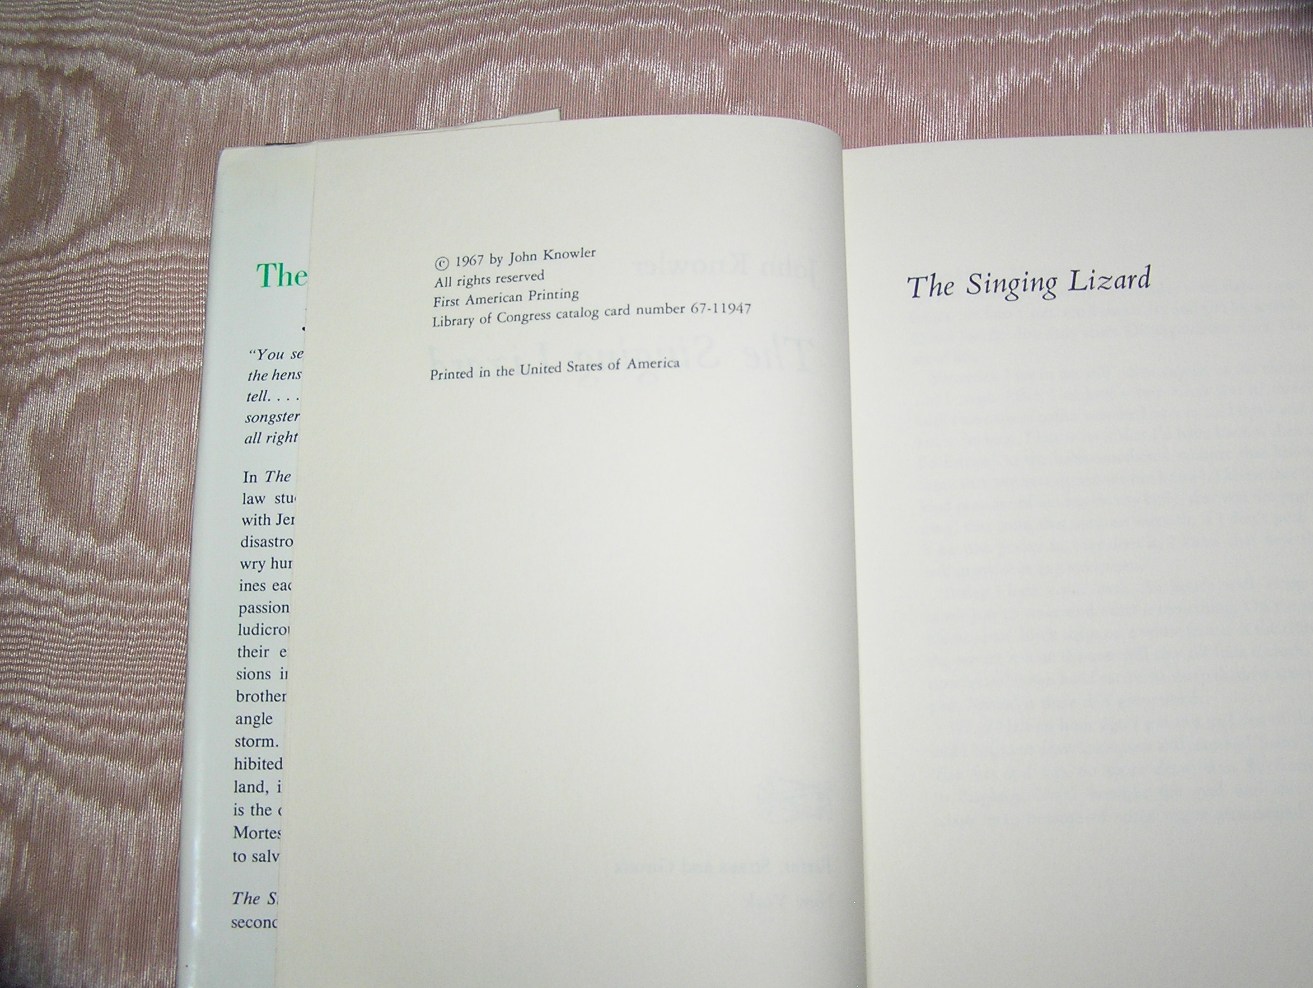 The
"You se
the hens
tell. . . .
songster
all right
In The
law stu
with Jer
disastro
wry hur
ines eac
passion
ludicro
their e
sions i
brother
angle
storm.
hibited
land, i
is the
Mortes
to salv
The S
second
© 1967 by John Knowler
All rights reserved
First American Printing
Library of Congress catalog card number 67-11947
Printed in the United States of America
The Singing Lizard